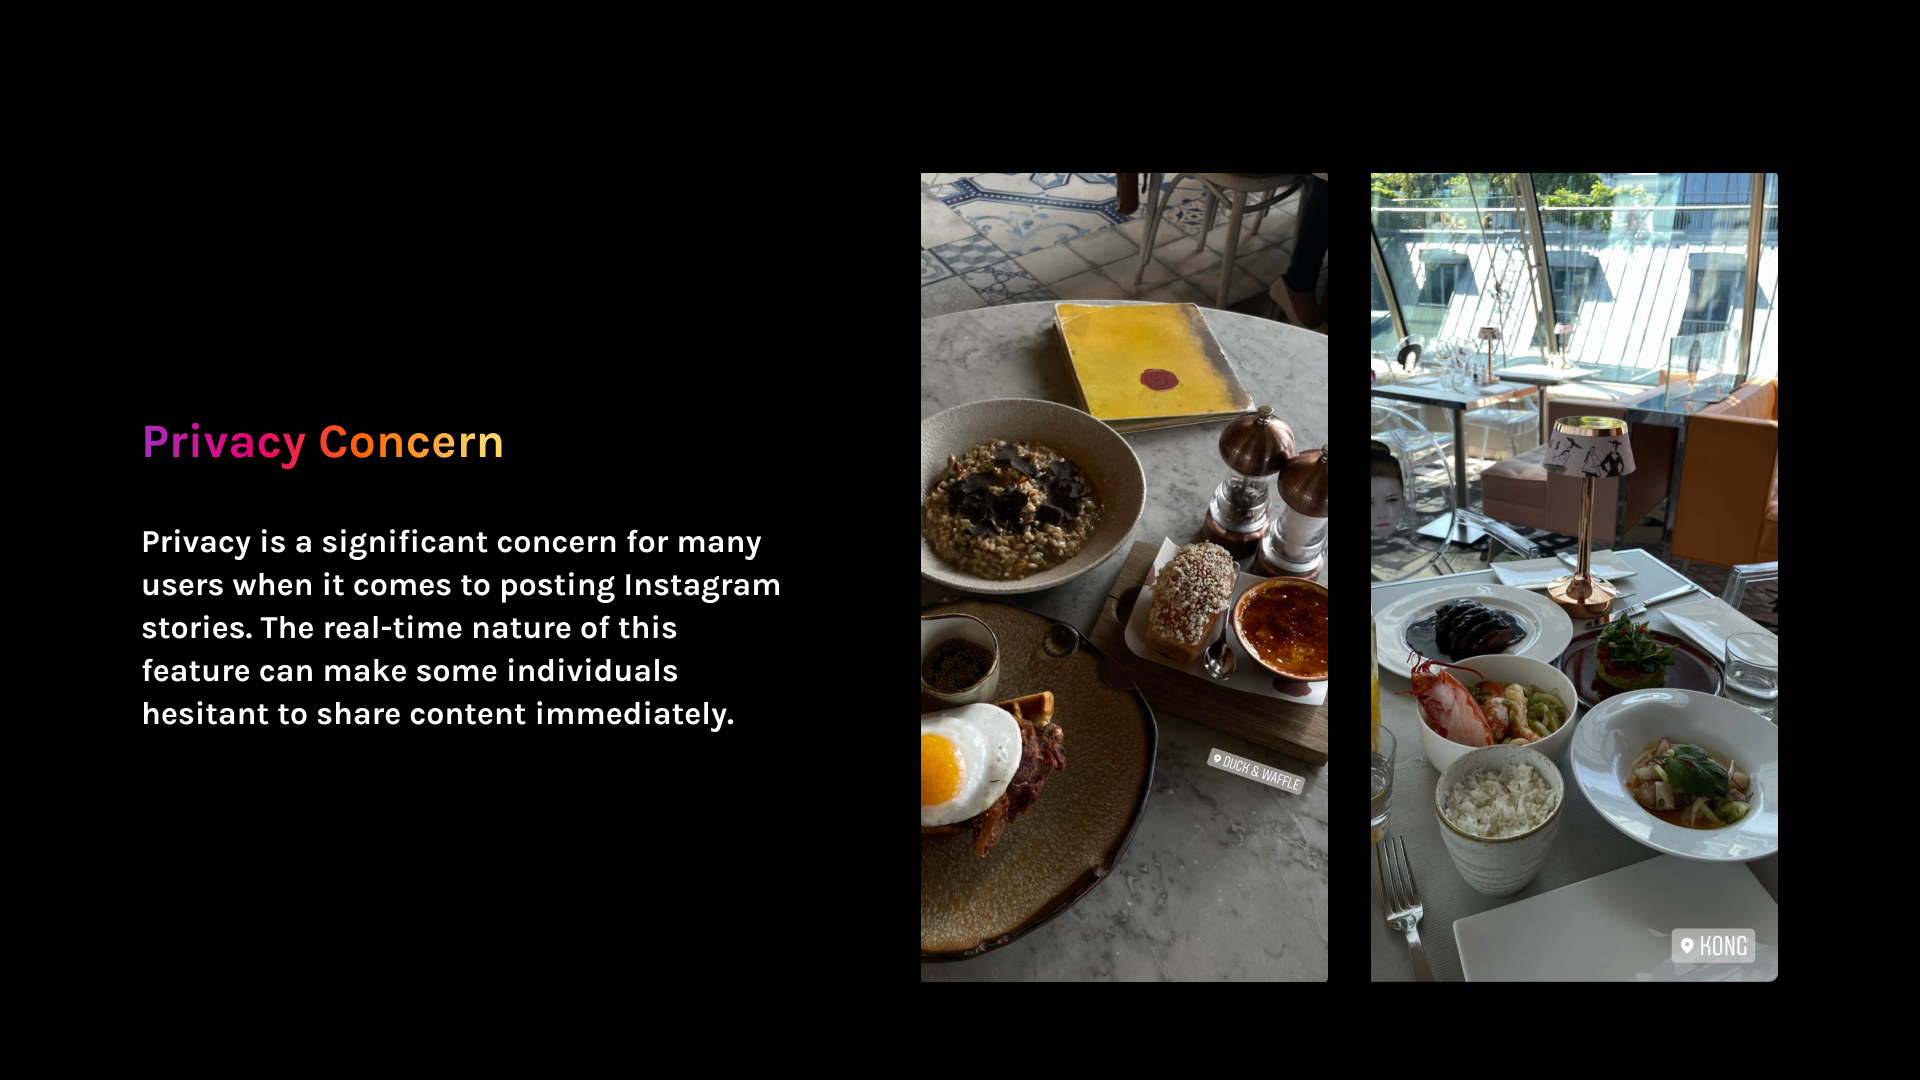 Privacy Concern
Privacy is a significant concern for many
users when it comes to posting Instagram
stories. The real-time nature of this
feature can make some individuals
hesitant to share content immediately.
DUCK & WAFFLE
KONG